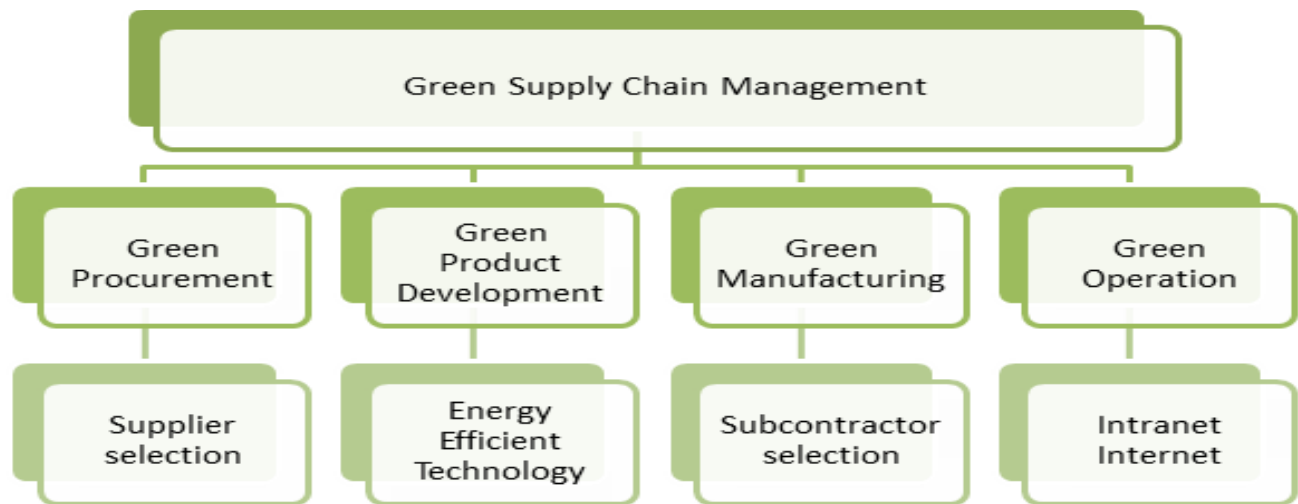 Green Supply Chain Management
Green
Procurement
Green
Product
Development
Green
Manufacturing
Green
Operation
Supplier
selection
Energy
Efficient
Technology
Subcontractor
selection
Intranet
Internet